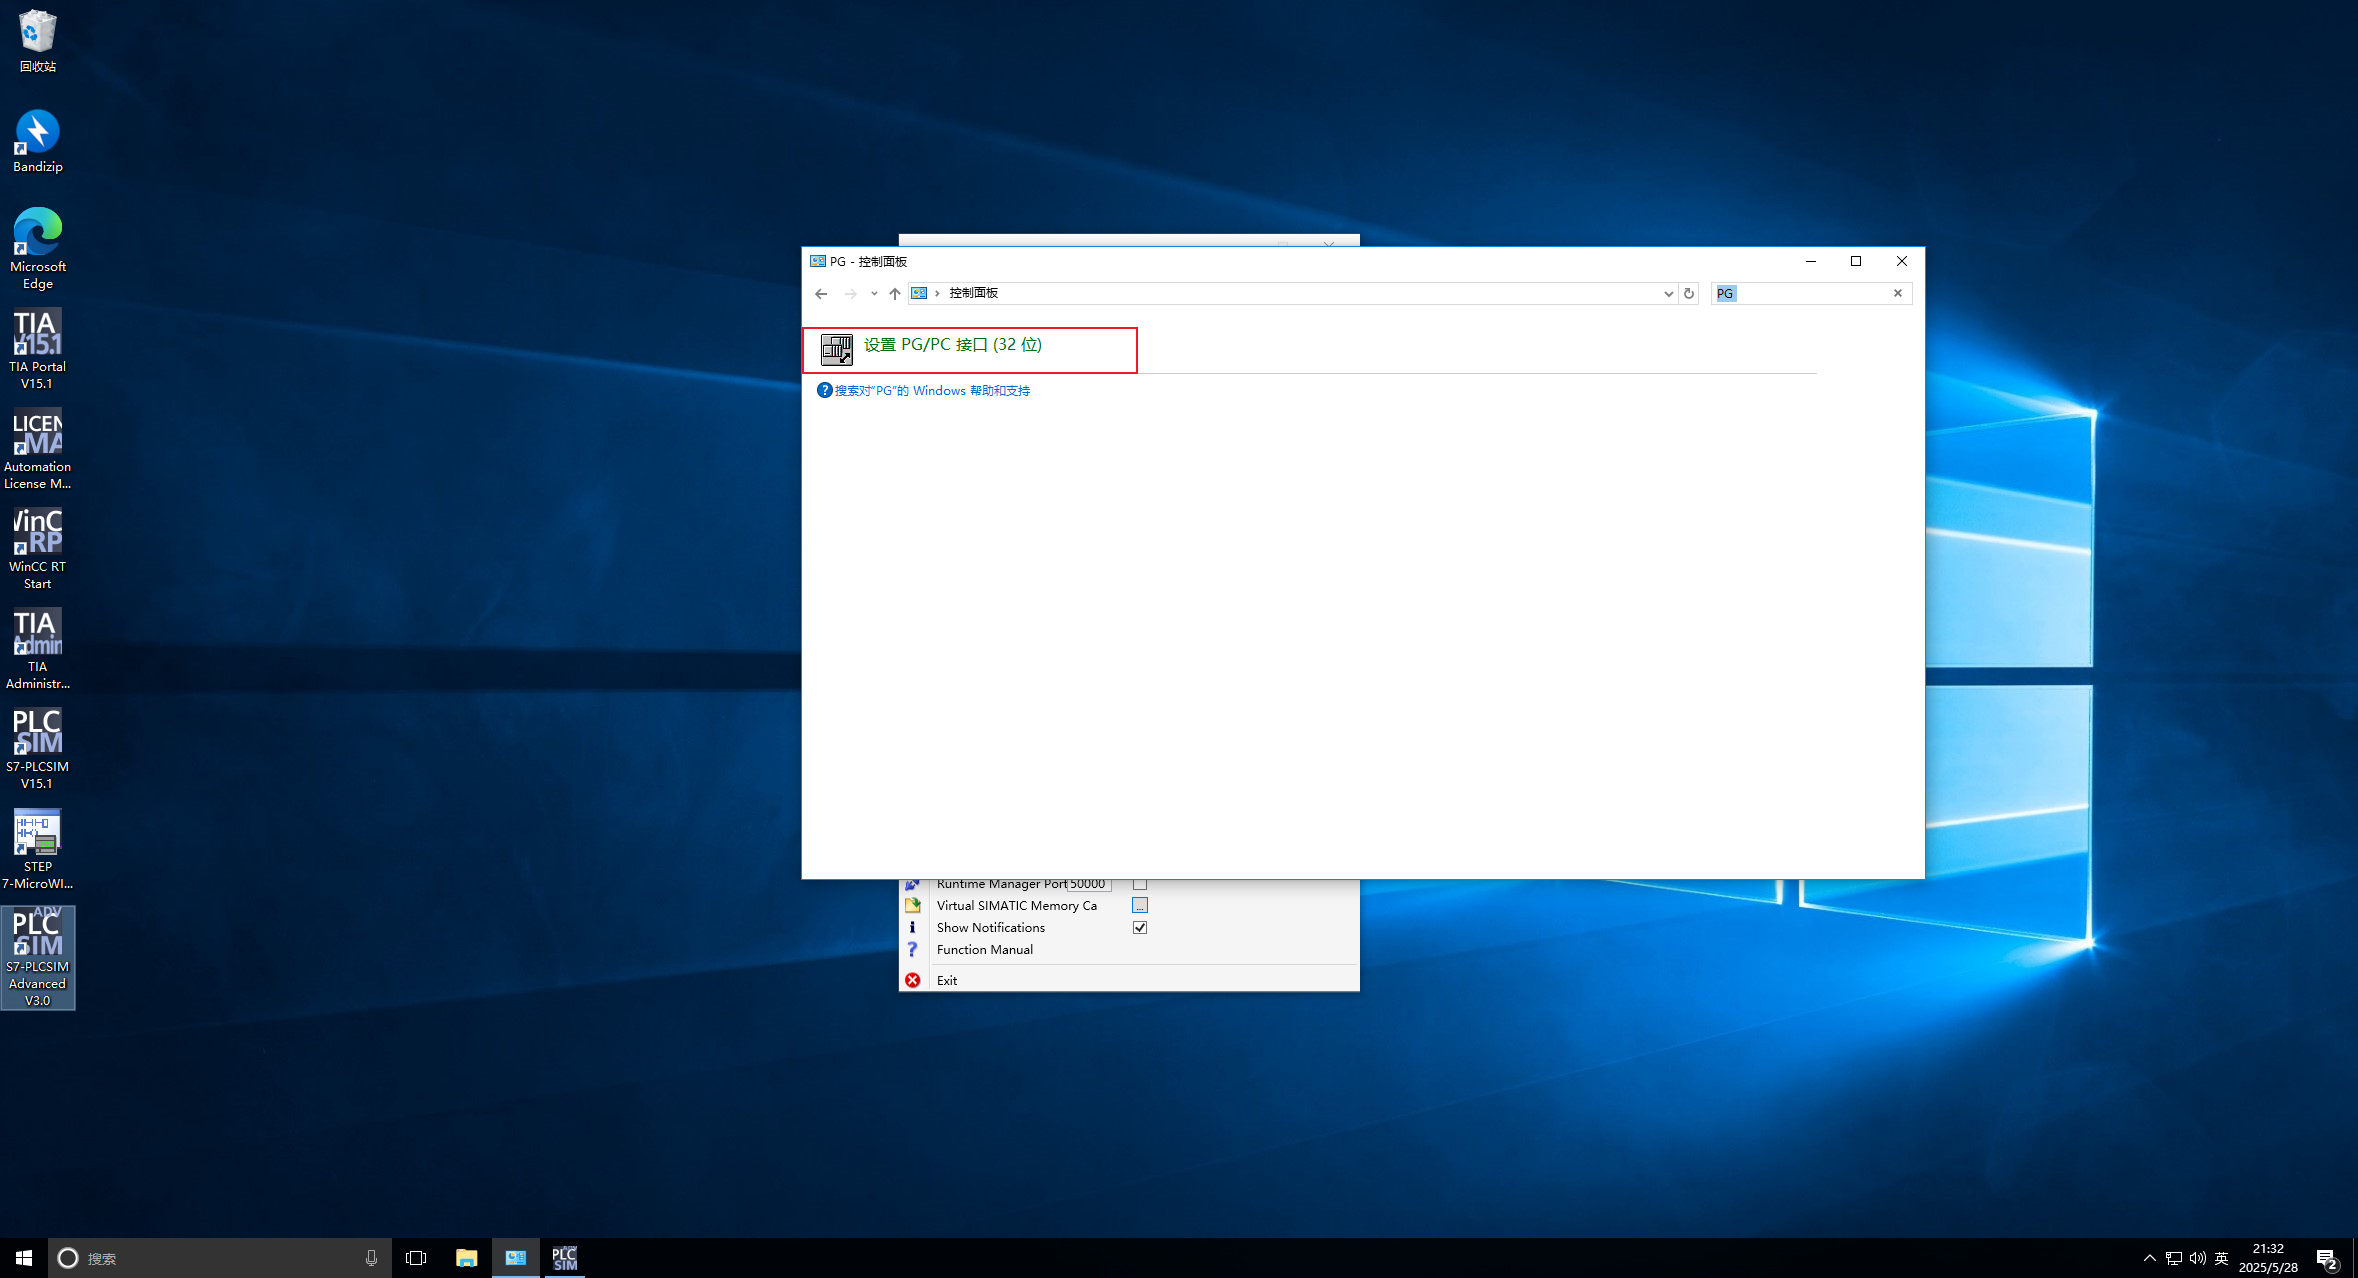 回收站
Bandizip
Microsoft
Edge
TIA
V15.1
TIA Portal
V15.1
LICEN
MA
Automation
License M...
WinC
RP
WinCC RT
Start
TIA
Admin
TIA
Administr...
PLC
SIM
S7-PLCSIM
V15.1
STEP
7-MicroWI...
ADV
PLC
SIM
S7-PLCSIM
Advanced
V3.0
PG - 控制面板
控制面板
PG
设置 PG/PC 接口 (32 位)
搜索对"PG"的 Windows 帮助和支持
Runtime Manager Port 50000
Virtual SIMATIC Memory Ca ...
Show Notifications
Function Manual
Exit
搜索
PLC
SIM
英
21:32
2025/5/28
2